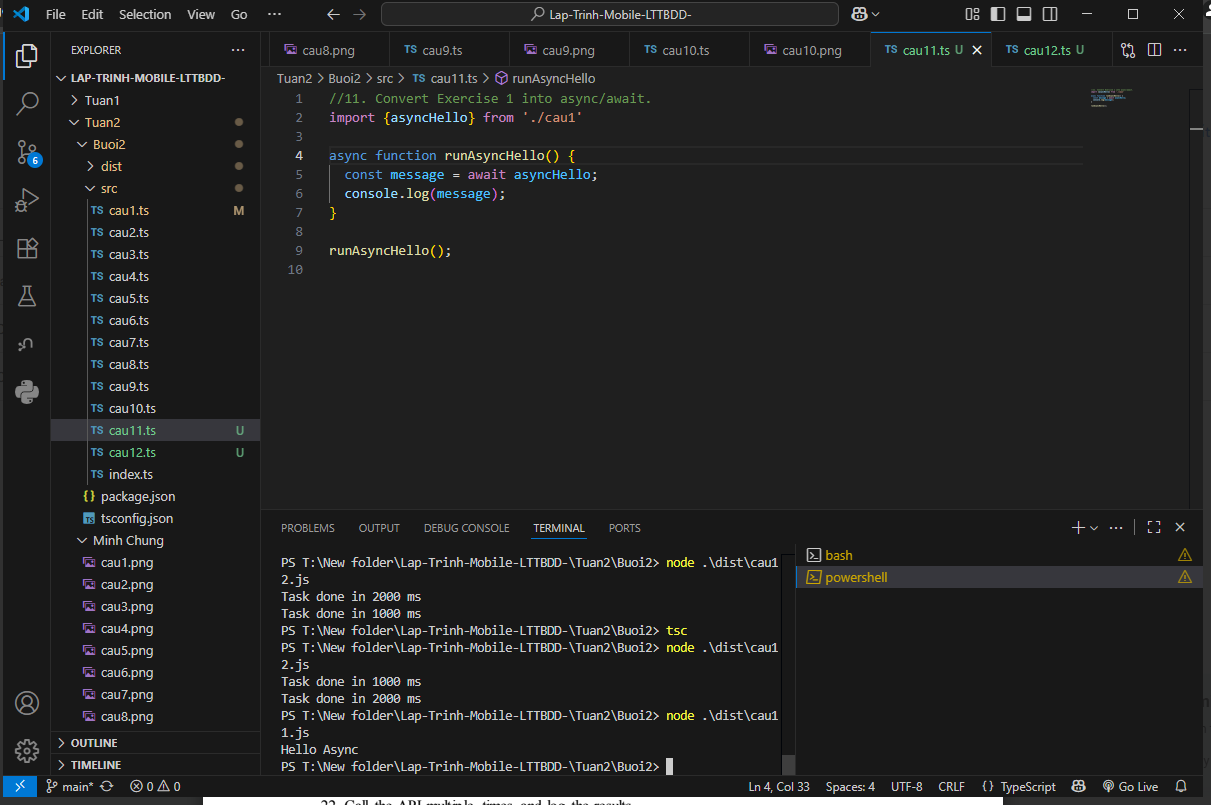 File Edit Selection View Go ··· Lap-Trinh-Mobile-LTTBDD-
EXPLORER ···
cau8.png TS cau9.ts cau9.png TS cau10.ts cau10.png TS cau11.ts U TS cau12.ts U ···
Tuan2 > Buoi2 > src > TS cau11.ts > runAsyncHello
LAP-TRINH-MOBILE-LTTBDD-
Tuan1
Tuan2
Buoi2
dist
src
TS cau1.ts M
TS cau2.ts
TS cau3.ts
TS cau4.ts
TS cau5.ts
TS cau6.ts
TS cau7.ts
TS cau8.ts
TS cau9.ts
TS cau10.ts
TS cau11.ts U
TS cau12.ts U
TS index.ts
{} package.json
TS tsconfig.json
Minh Chung
cau1.png
cau2.png
cau3.png
cau4.png
cau5.png
cau6.png
cau7.png
cau8.png
OUTLINE
TIMELINE
6
1 //11. Convert Exercise 1 into async/await.
2 import {asyncHello} from './cau1'
3
4 async function runAsyncHello() {
5 const message = await asyncHello;
6 console.log(message);
7 }
8
9 runAsyncHello();
10
PROBLEMS OUTPUT DEBUG CONSOLE TERMINAL PORTS ···
PS T:\New folder\Lap-Trinh-Mobile-LTTBDD-\Tuan2\Buoi2> node .\dist\cau1
2.js
Task done in 2000 ms
Task done in 1000 ms
PS T:\New folder\Lap-Trinh-Mobile-LTTBDD-\Tuan2\Buoi2> tsc
PS T:\New folder\Lap-Trinh-Mobile-LTTBDD-\Tuan2\Buoi2> node .\dist\cau1
2.js
Task done in 1000 ms
Task done in 2000 ms
PS T:\New folder\Lap-Trinh-Mobile-LTTBDD-\Tuan2\Buoi2> node .\dist\cau1
1.js
Hello Async
PS T:\New folder\Lap-Trinh-Mobile-LTTBDD-\Tuan2\Buoi2>
bash
powershell
main* 0 0 Ln 4, Col 33 Spaces: 4 UTF-8 CRLF {} TypeScript Go Live
22. Call the API multiple times and log the results